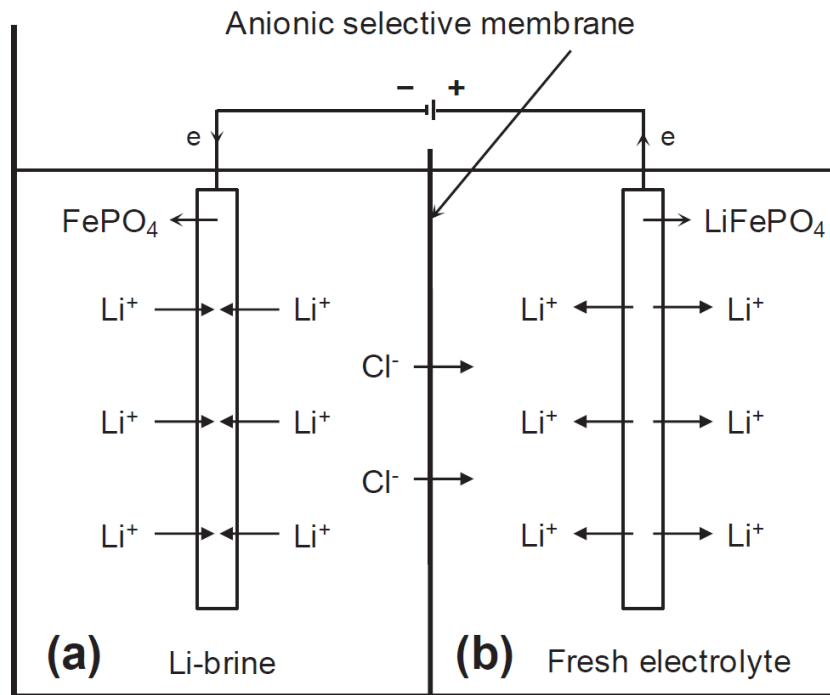 Anionic selective membrane
− +
e e
FePO₄ LiFePO₄
Li⁺ Li⁺ Li⁺ Li⁺
Cl⁻
Li⁺ Li⁺ Li⁺ Li⁺
Cl⁻
Li⁺ Li⁺ Li⁺ Li⁺
(a) Li-brine (b) Fresh electrolyte